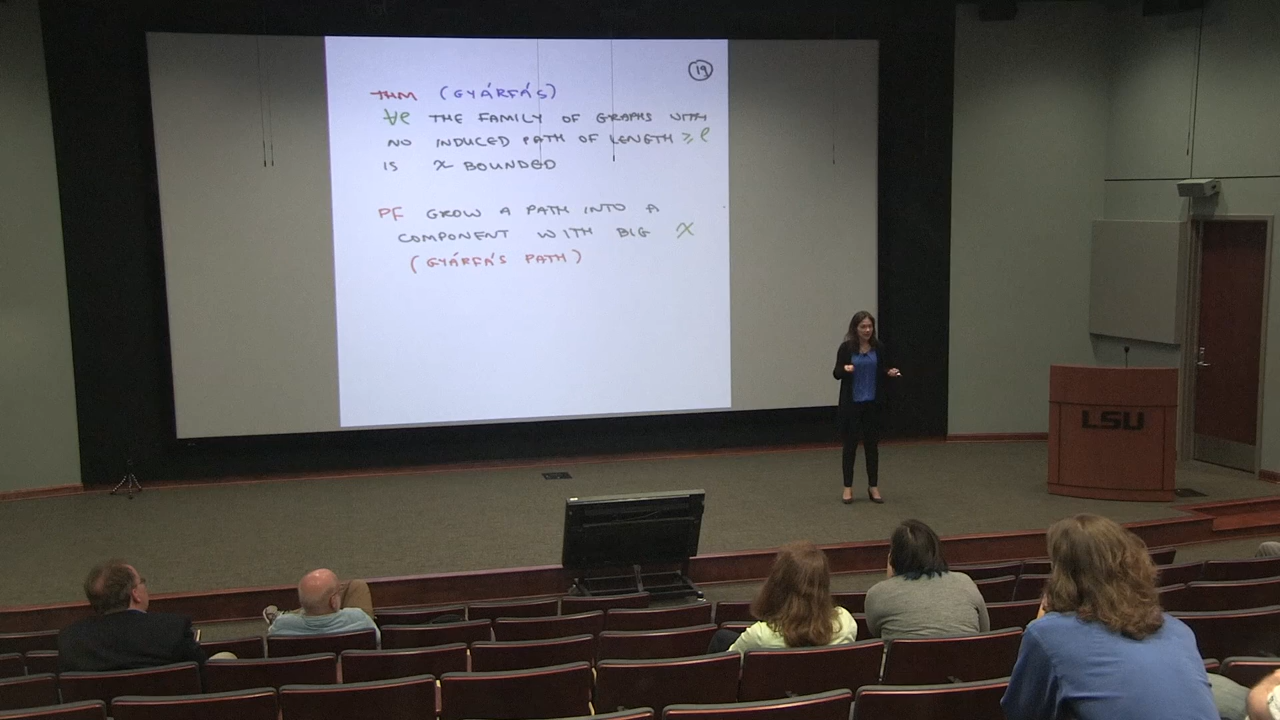 19
THM (GYÁRFÁS)
∀ℓ THE FAMILY OF GRAPHS WITH
NO INDUCED PATH OF LENGTH ≥ ℓ
IS χ BOUNDED
PF GROW A PATH INTO A
COMPONENT WITH BIG χ
(GYÁRFÁS PATH)
LSU